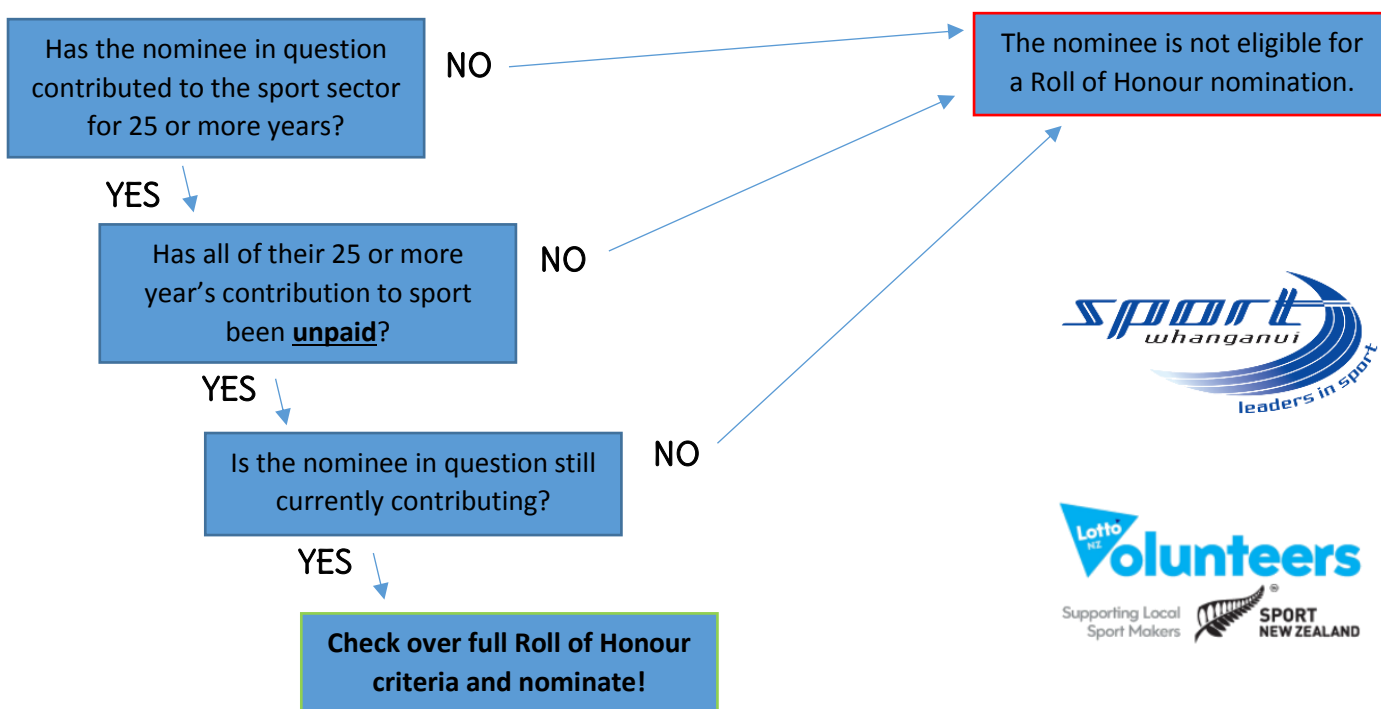 Has the nominee in question
contributed to the sport sector
for 25 or more years?
NO
The nominee is not eligible for
a Roll of Honour nomination.
YES
Has all of their 25 or more
year's contribution to sport
been unpaid?
NO
YES
Is the nominee in question still
currently contributing?
NO
YES
Check over full Roll of Honour
criteria and nominate!
sport
whanganui
leaders in sport
Lotto
NZ
Volunteers
Supporting Local
Sport Makers
SPORT
NEW ZEALAND